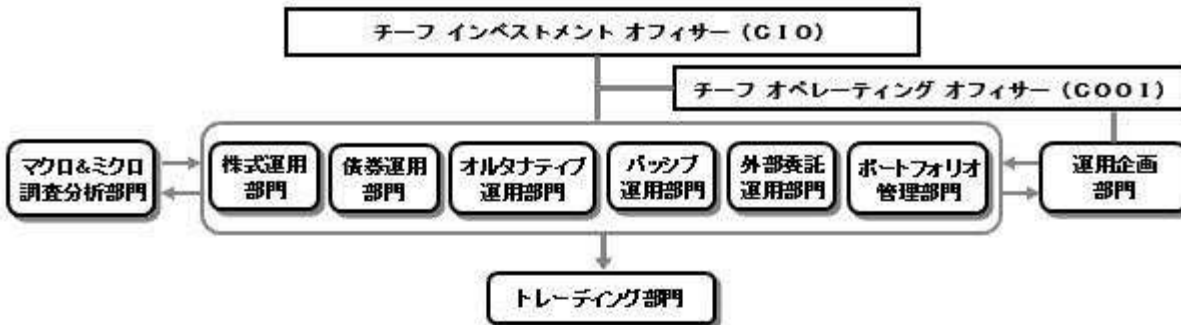 チーフ インベストメント オフィサー (CIO)
チーフ オペレーティング オフィサー (COOI)
マクロ&ミクロ
調査分析部門
株式運用
部門
債券運用
部門
オルタナティブ
運用部門
パッシブ
運用部門
外部委託
運用部門
ポートフォリオ
管理部門
運用企画
部門
トレーディング部門